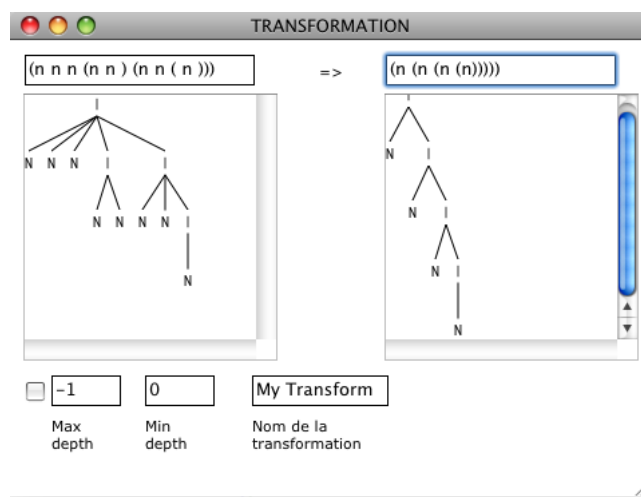 TRANSFORMATION
(n n n (n n ) (n n ( n )))
=>
(n (n (n (n)))))
I
N N N I I
N N N N I
N
I
N I
N I
N I
N
-1
0
My Transform
Max
depth
Min
depth
Nom de la
transformation